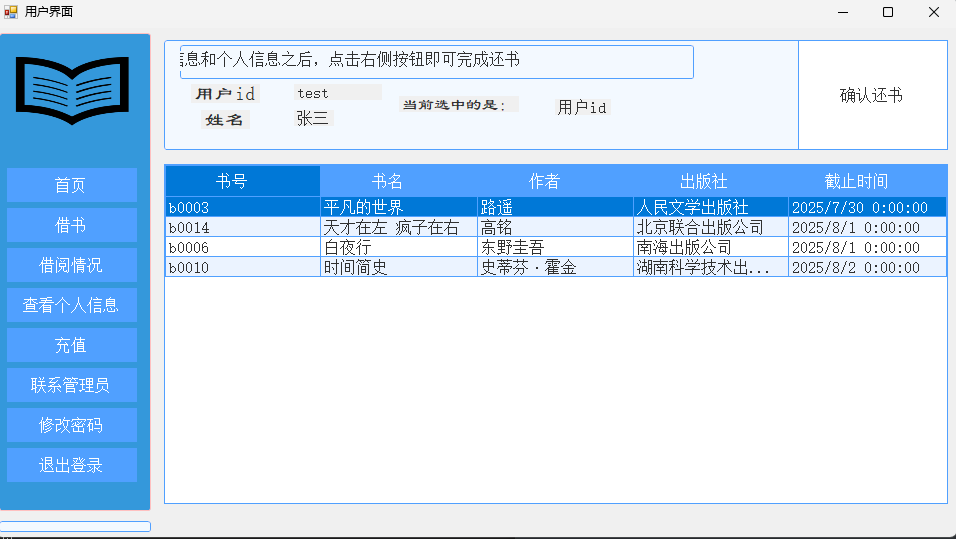 用户界面
息和个人信息之后，点击右侧按钮即可完成还书
用户id
test
当前选中的是：
用户id
姓名
张三
确认还书
首页
借书
借阅情况
查看个人信息
充值
联系管理员
修改密码
退出登录
书号 书名 作者 出版社 截止时间
b0003 平凡的世界 路遥 人民文学出版社 2025/7/30 0:00:00
b0014 天才在左 疯子在右 高铭 北京联合出版公司 2025/8/1 0:00:00
b0006 白夜行 东野圭吾 南海出版公司 2025/8/1 0:00:00
b0010 时间简史 史蒂芬·霍金 湖南科学技术出... 2025/8/2 0:00:00